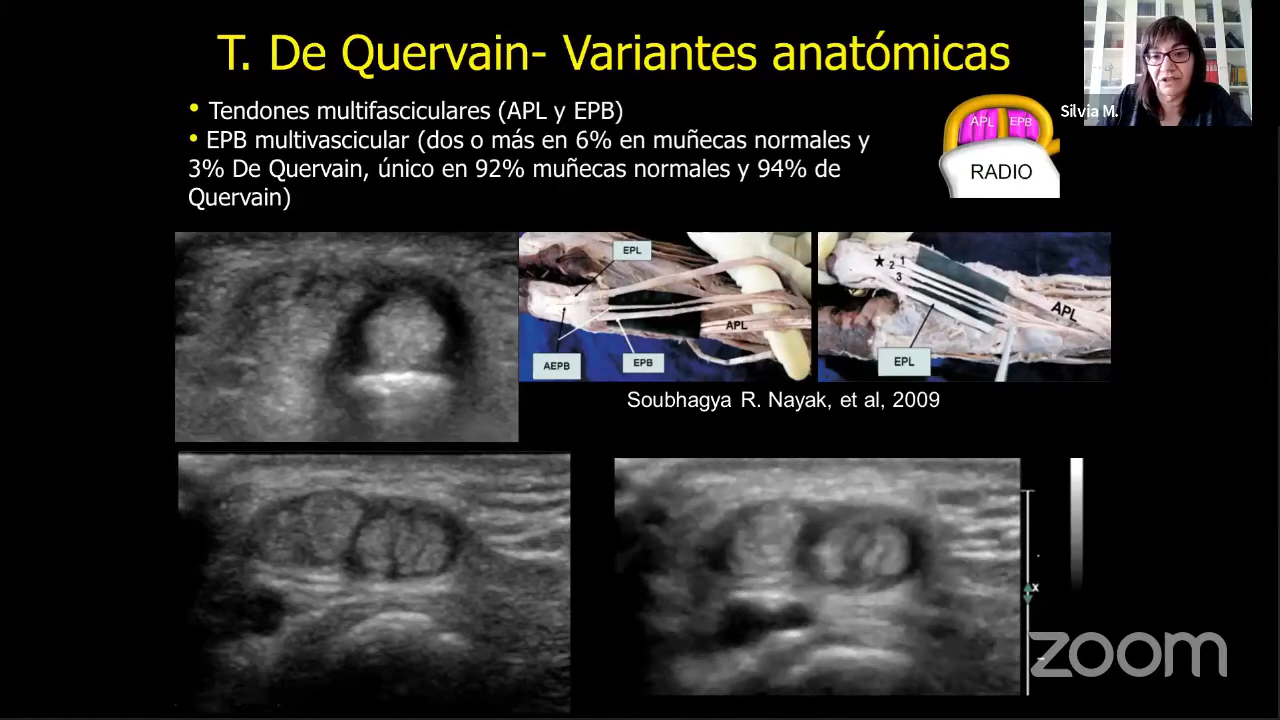 T. De Quervain- Variantes anatómicas
• Tendones multifasciculares (APL y EPB)
• EPB multivascicular (dos o más en 6% en muñecas normales y
3% De Quervain, único en 92% muñecas normales y 94% de
Quervain)
Silvia M.
APL EPB
RADIO
EPL
APL
AEPB
EPB
★ 2 1
3
APL
EPL
Soubhagya R. Nayak, et al, 2009
x
zoom